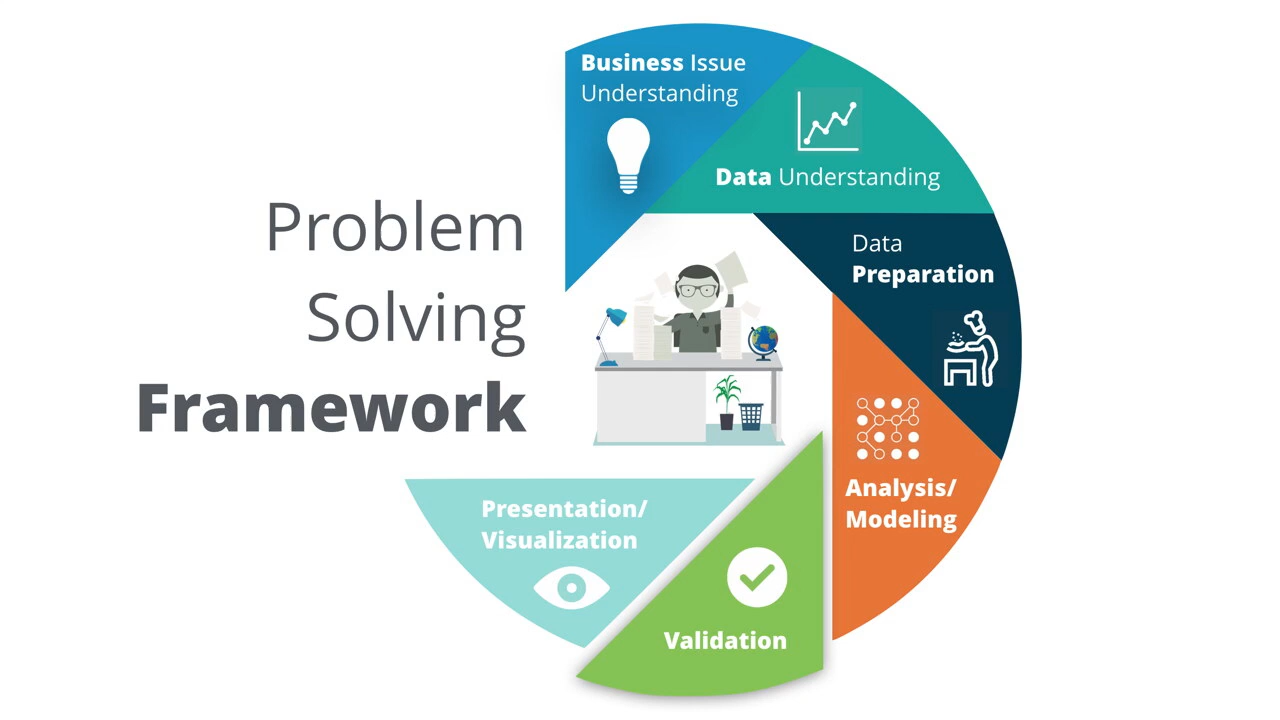 Problem
Solving
Framework
Business Issue
Understanding
Data Understanding
Data
Preparation
Analysis/
Modeling
Validation
Presentation/
Visualization